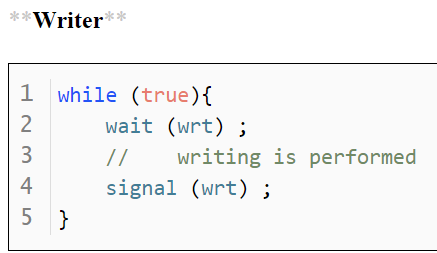 **Writer**
1 while (true){
2     wait (wrt) ;
3     //    writing is performed
4     signal (wrt) ;
5 }